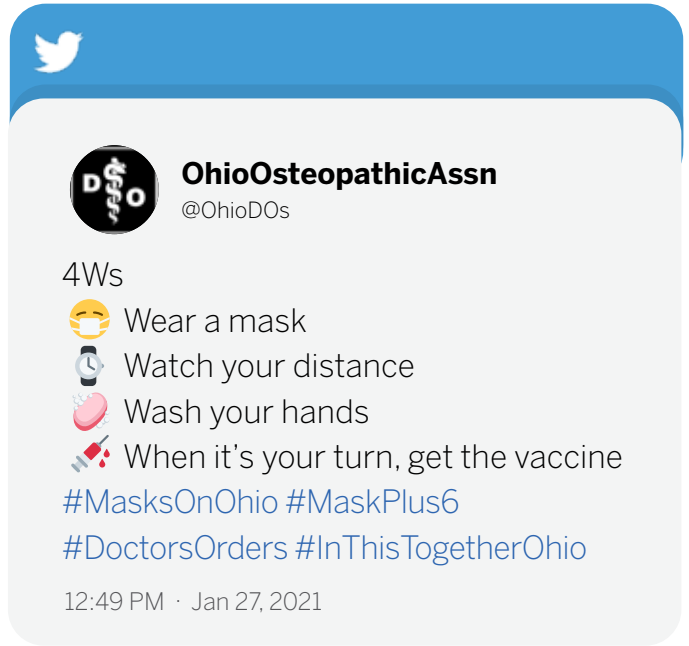 D O
OhioOsteopathicAssn
@OhioDOs
4Ws
😷 Wear a mask
⌚ Watch your distance
🧼 Wash your hands
💉 When it’s your turn, get the vaccine
#MasksOnOhio #MaskPlus6
#DoctorsOrders #InThisTogetherOhio
12:49 PM · Jan 27, 2021